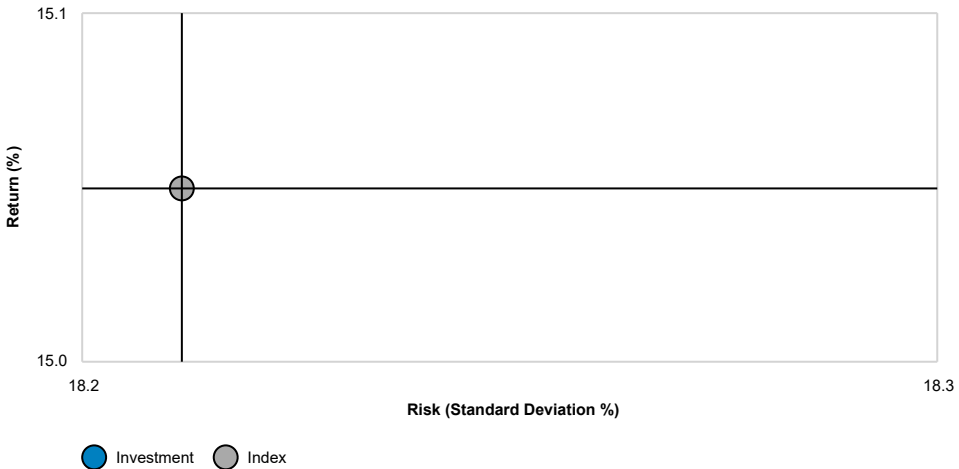 15.1
Return (%)
15.0
18.2
18.3
Risk (Standard Deviation %)
Investment
Index